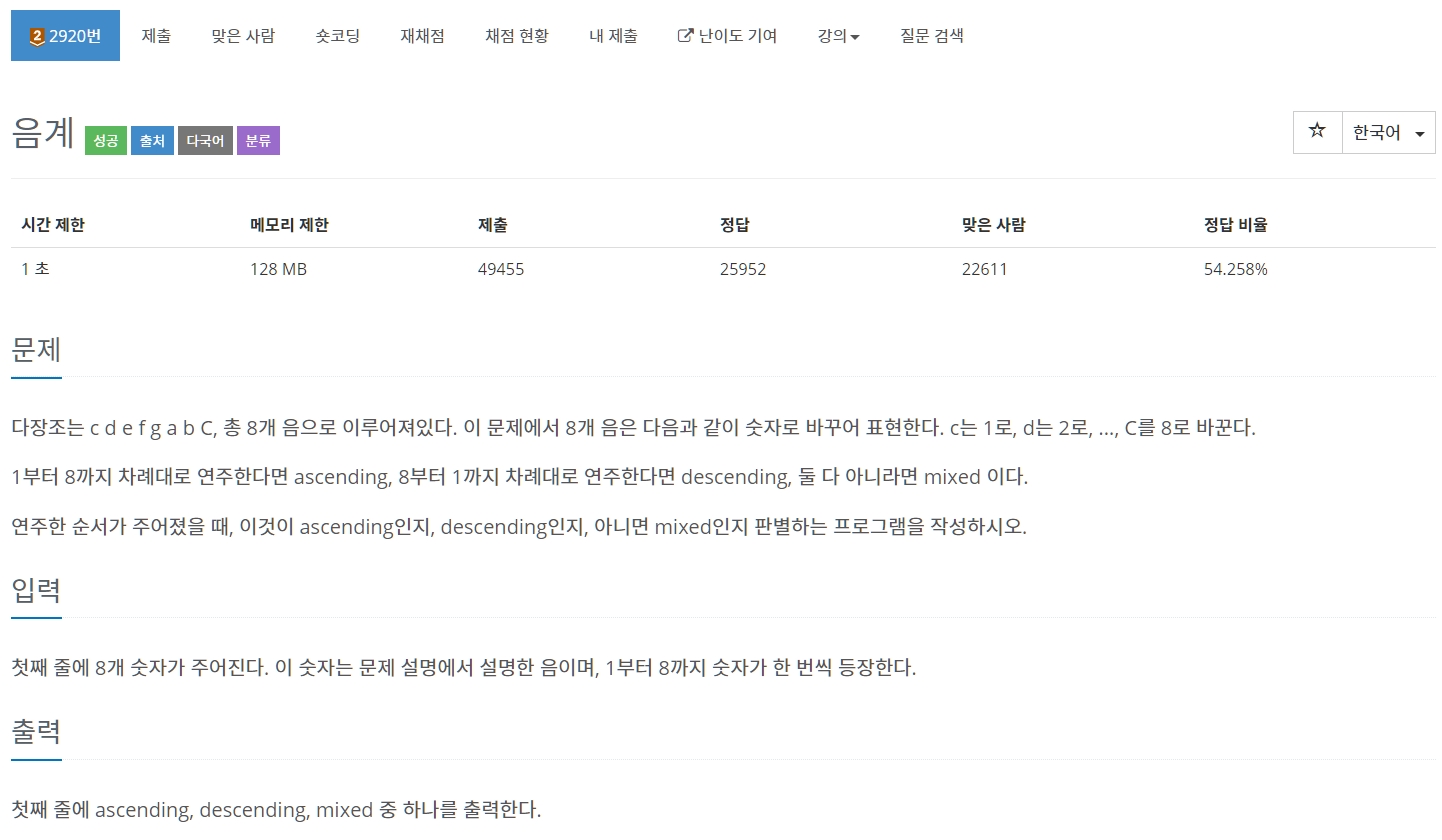 2 2920번 제출 맞은 사람 숏코딩 재채점 채점 현황 내 제출 난이도 기여 강의 질문 검색
음계 성공 출처 다국어 분류 한국어
시간 제한 메모리 제한 제출 정답 맞은 사람 정답 비율
1 초 128 MB 49455 25952 22611 54.258%
문제
다장조는 c d e f g a b C, 총 8개 음으로 이루어져있다. 이 문제에서 8개 음은 다음과 같이 숫자로 바꾸어 표현한다. c는 1로, d는 2로, ..., C를 8로 바꾼다.
1부터 8까지 차례대로 연주한다면 ascending, 8부터 1까지 차례대로 연주한다면 descending, 둘 다 아니라면 mixed 이다.
연주한 순서가 주어졌을 때, 이것이 ascending인지, descending인지, 아니면 mixed인지 판별하는 프로그램을 작성하시오.
입력
첫째 줄에 8개 숫자가 주어진다. 이 숫자는 문제 설명에서 설명한 음이며, 1부터 8까지 숫자가 한 번씩 등장한다.
출력
첫째 줄에 ascending, descending, mixed 중 하나를 출력한다.